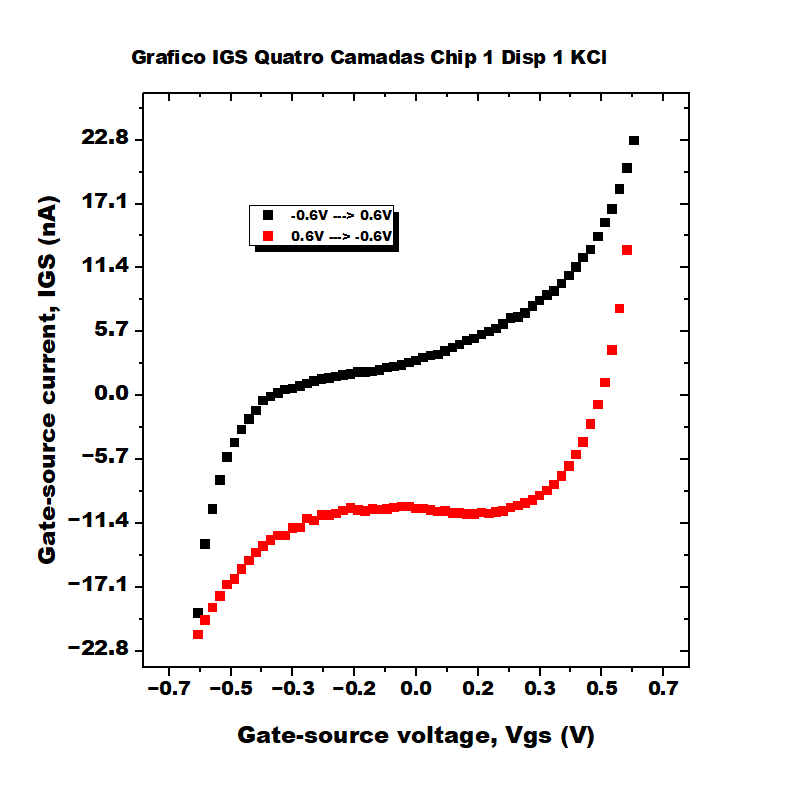 Grafico IGS Quatro Camadas Chip 1 Disp 1 KCl
22.8
17.1
-0.6V ---> 0.6V
0.6V ---> -0.6V
11.4
5.7
0.0
−5.7
−11.4
−17.1
−22.8
Gate-source current, IGS (nA)
−0.7 −0.5 −0.3 −0.2 0.0 0.2 0.3 0.5 0.7
Gate-source voltage, Vgs (V)